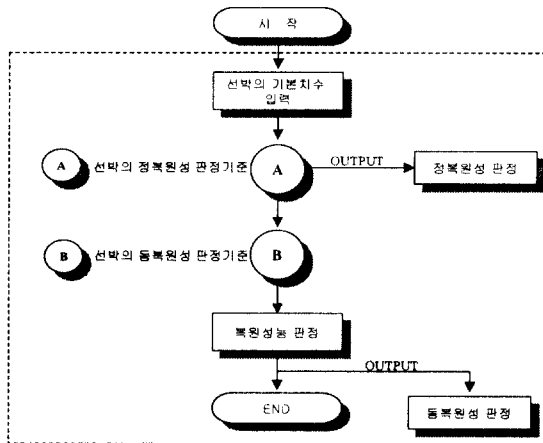 시 작
선박의 기본치수
입력
A 선박의 정복원성 판정기준
A
OUTPUT
정복원성 판정
B 선박의 동복원성 판정기준
B
복원성능 판정
OUTPUT
END
동복원성 판정